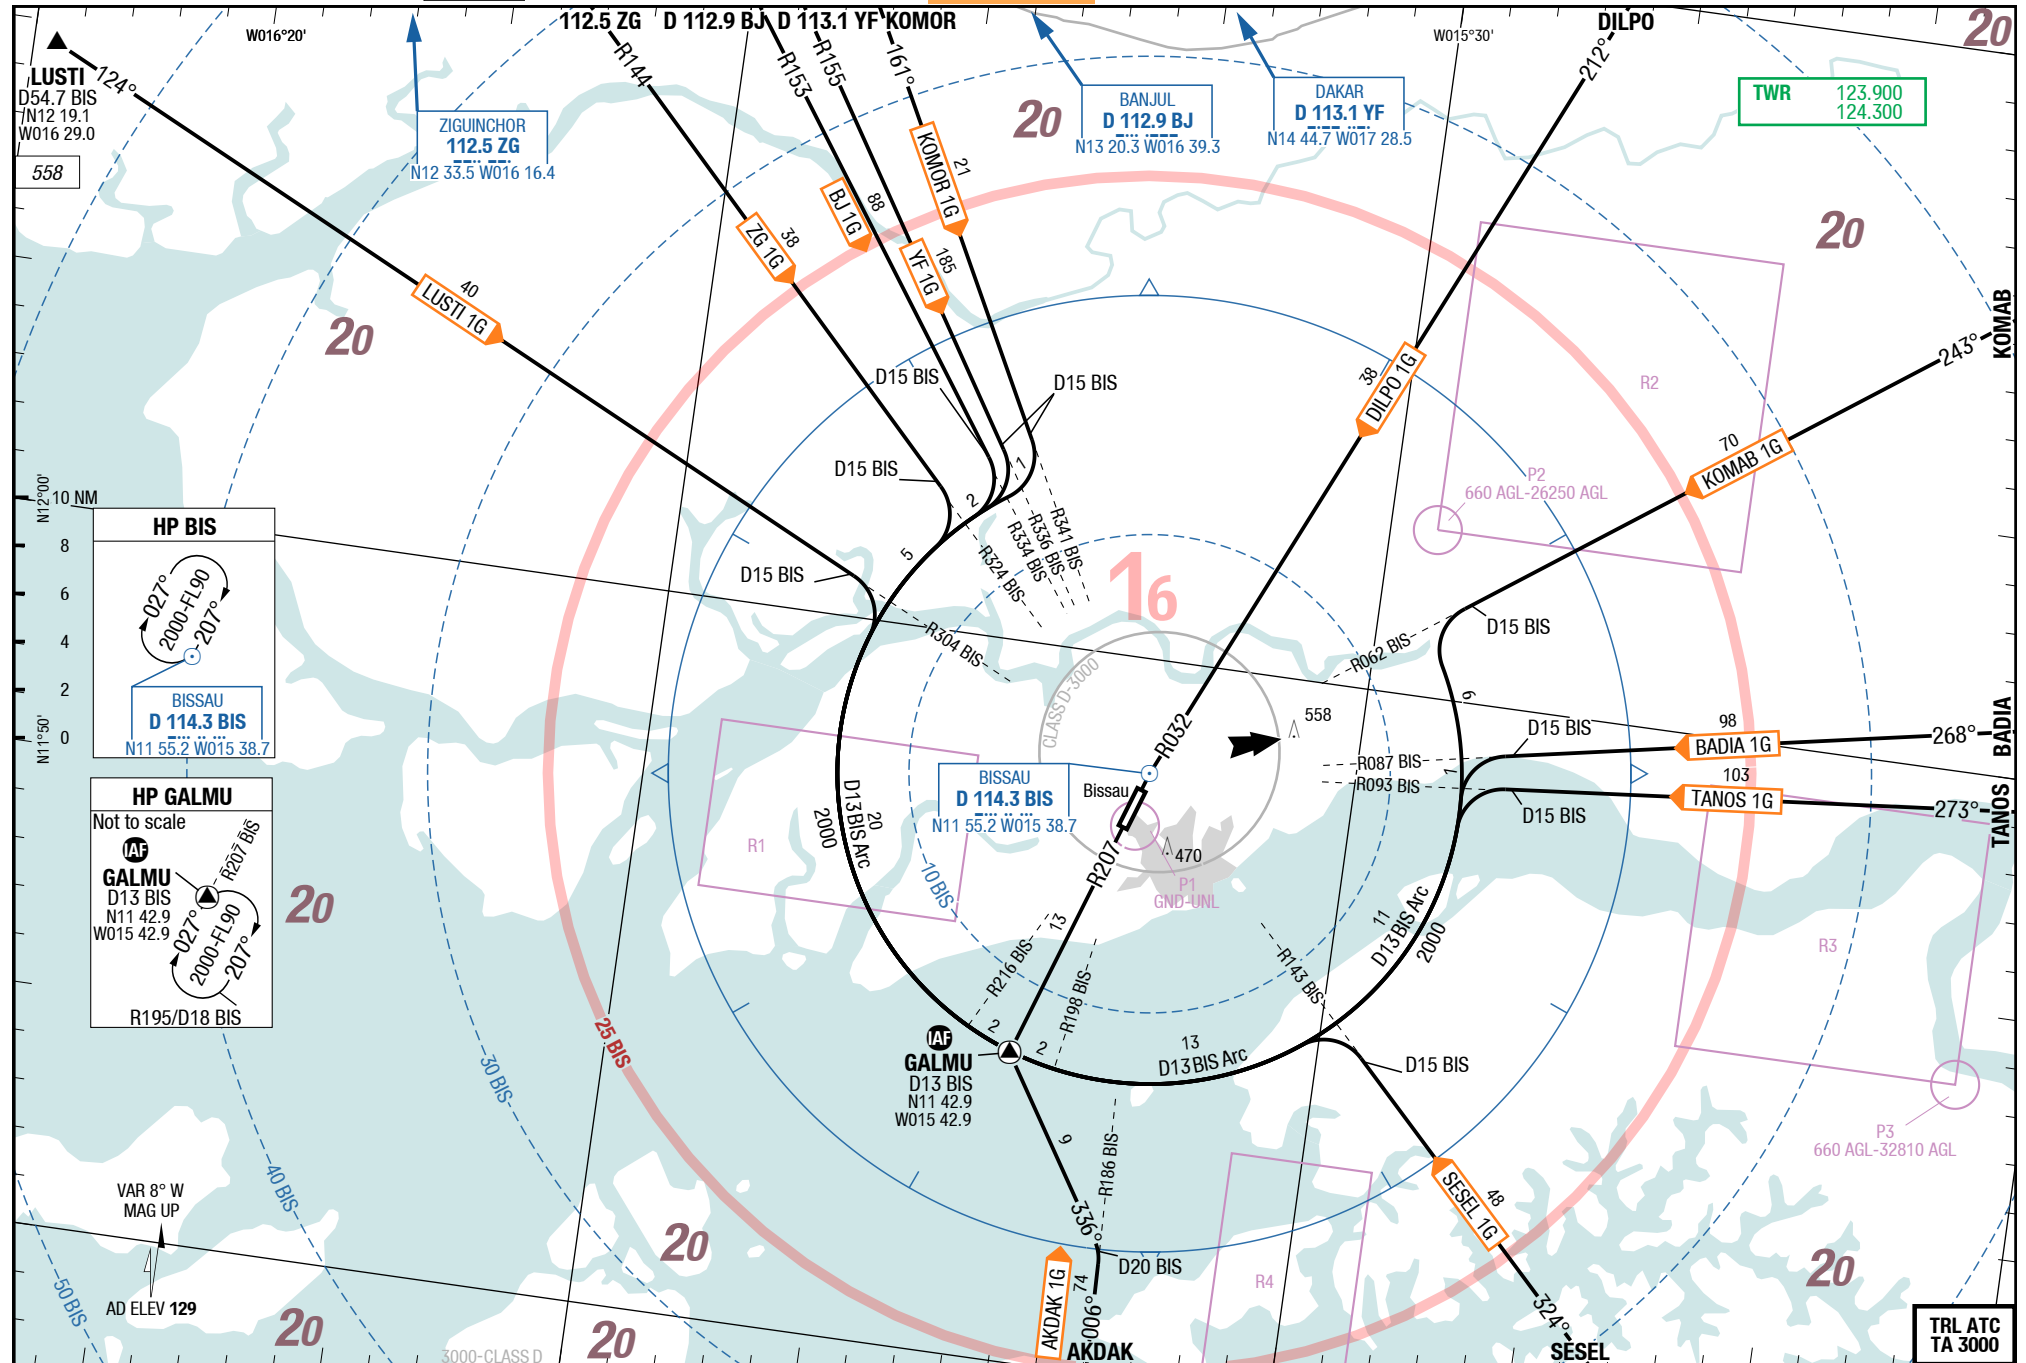 112.5 ZG
D 112.9 BJ
D 113.1 YF
KOMOR
DILPO
W016°20'
W015°30'
20
LUSTI
D54.7 BIS
N12 19.1
W016 29.0
558
124°
ZIGUINCHOR
112.5 ZG
N12 33.5 W016 16.4
BANJUL
D 112.9 BJ
N13 20.3 W016 39.3
DAKAR
D 113.1 YF
N14 44.7 W017 28.5
TWR 123.900
124.300
R144
R153
R155
161°
212°
20
20
20
40
LUSTI 1G
38
ZG 1G
88
BJ 1G
185
YF 1G
21
KOMOR 1G
38
DILPO 1G
R2
KOMAB
243°
70
KOMAB 1G
P2
660 AGL-26250 AGL
D15 BIS
D15 BIS
D15 BIS
D15 BIS
D15 BIS
D15 BIS
D15 BIS
D15 BIS
2
1
5
R304 BIS
R324 BIS
R334 BIS
R336 BIS
R341 BIS
16
R062 BIS
6
N12°00'
10 NM
8
6
4
2
0
N11°50'
HP BIS
027°
2000-FL90
207°
BISSAU
D 114.3 BIS
N11 55.2 W015 38.7
HP GALMU
Not to scale
IAF
GALMU
D13 BIS
N11 42.9
W015 42.9
R207 BIS
027°
2000-FL90
207°
R195/D18 BIS
CLASS D-3000
558
R032
BISSAU
D 114.3 BIS
N11 55.2 W015 38.7
Bissau
R087 BIS
R093 BIS
1
98
BADIA 1G
268°
BADIA
103
TANOS 1G
273°
TANOS
R1
20
D13 BIS Arc
2000
10 BIS
R207
470
P1
GND-UNL
13
R216 BIS
R198 BIS
R143 BIS
11
D13 BIS Arc
2000
R3
20
25 BIS
30 BIS
40 BIS
50 BIS
IAF
GALMU
D13 BIS
N11 42.9
W015 42.9
2
2
13
D13 BIS Arc
D15 BIS
P3
660 AGL-32810 AGL
9
R186 BIS
336°
D20 BIS
74
AKDAK 1G
006°
AKDAK
48
SESEL 1G
324°
SESEL
R4
VAR 8° W
MAG UP
AD ELEV 129
20
20
20
20
3000-CLASS D
TRL ATC
TA 3000